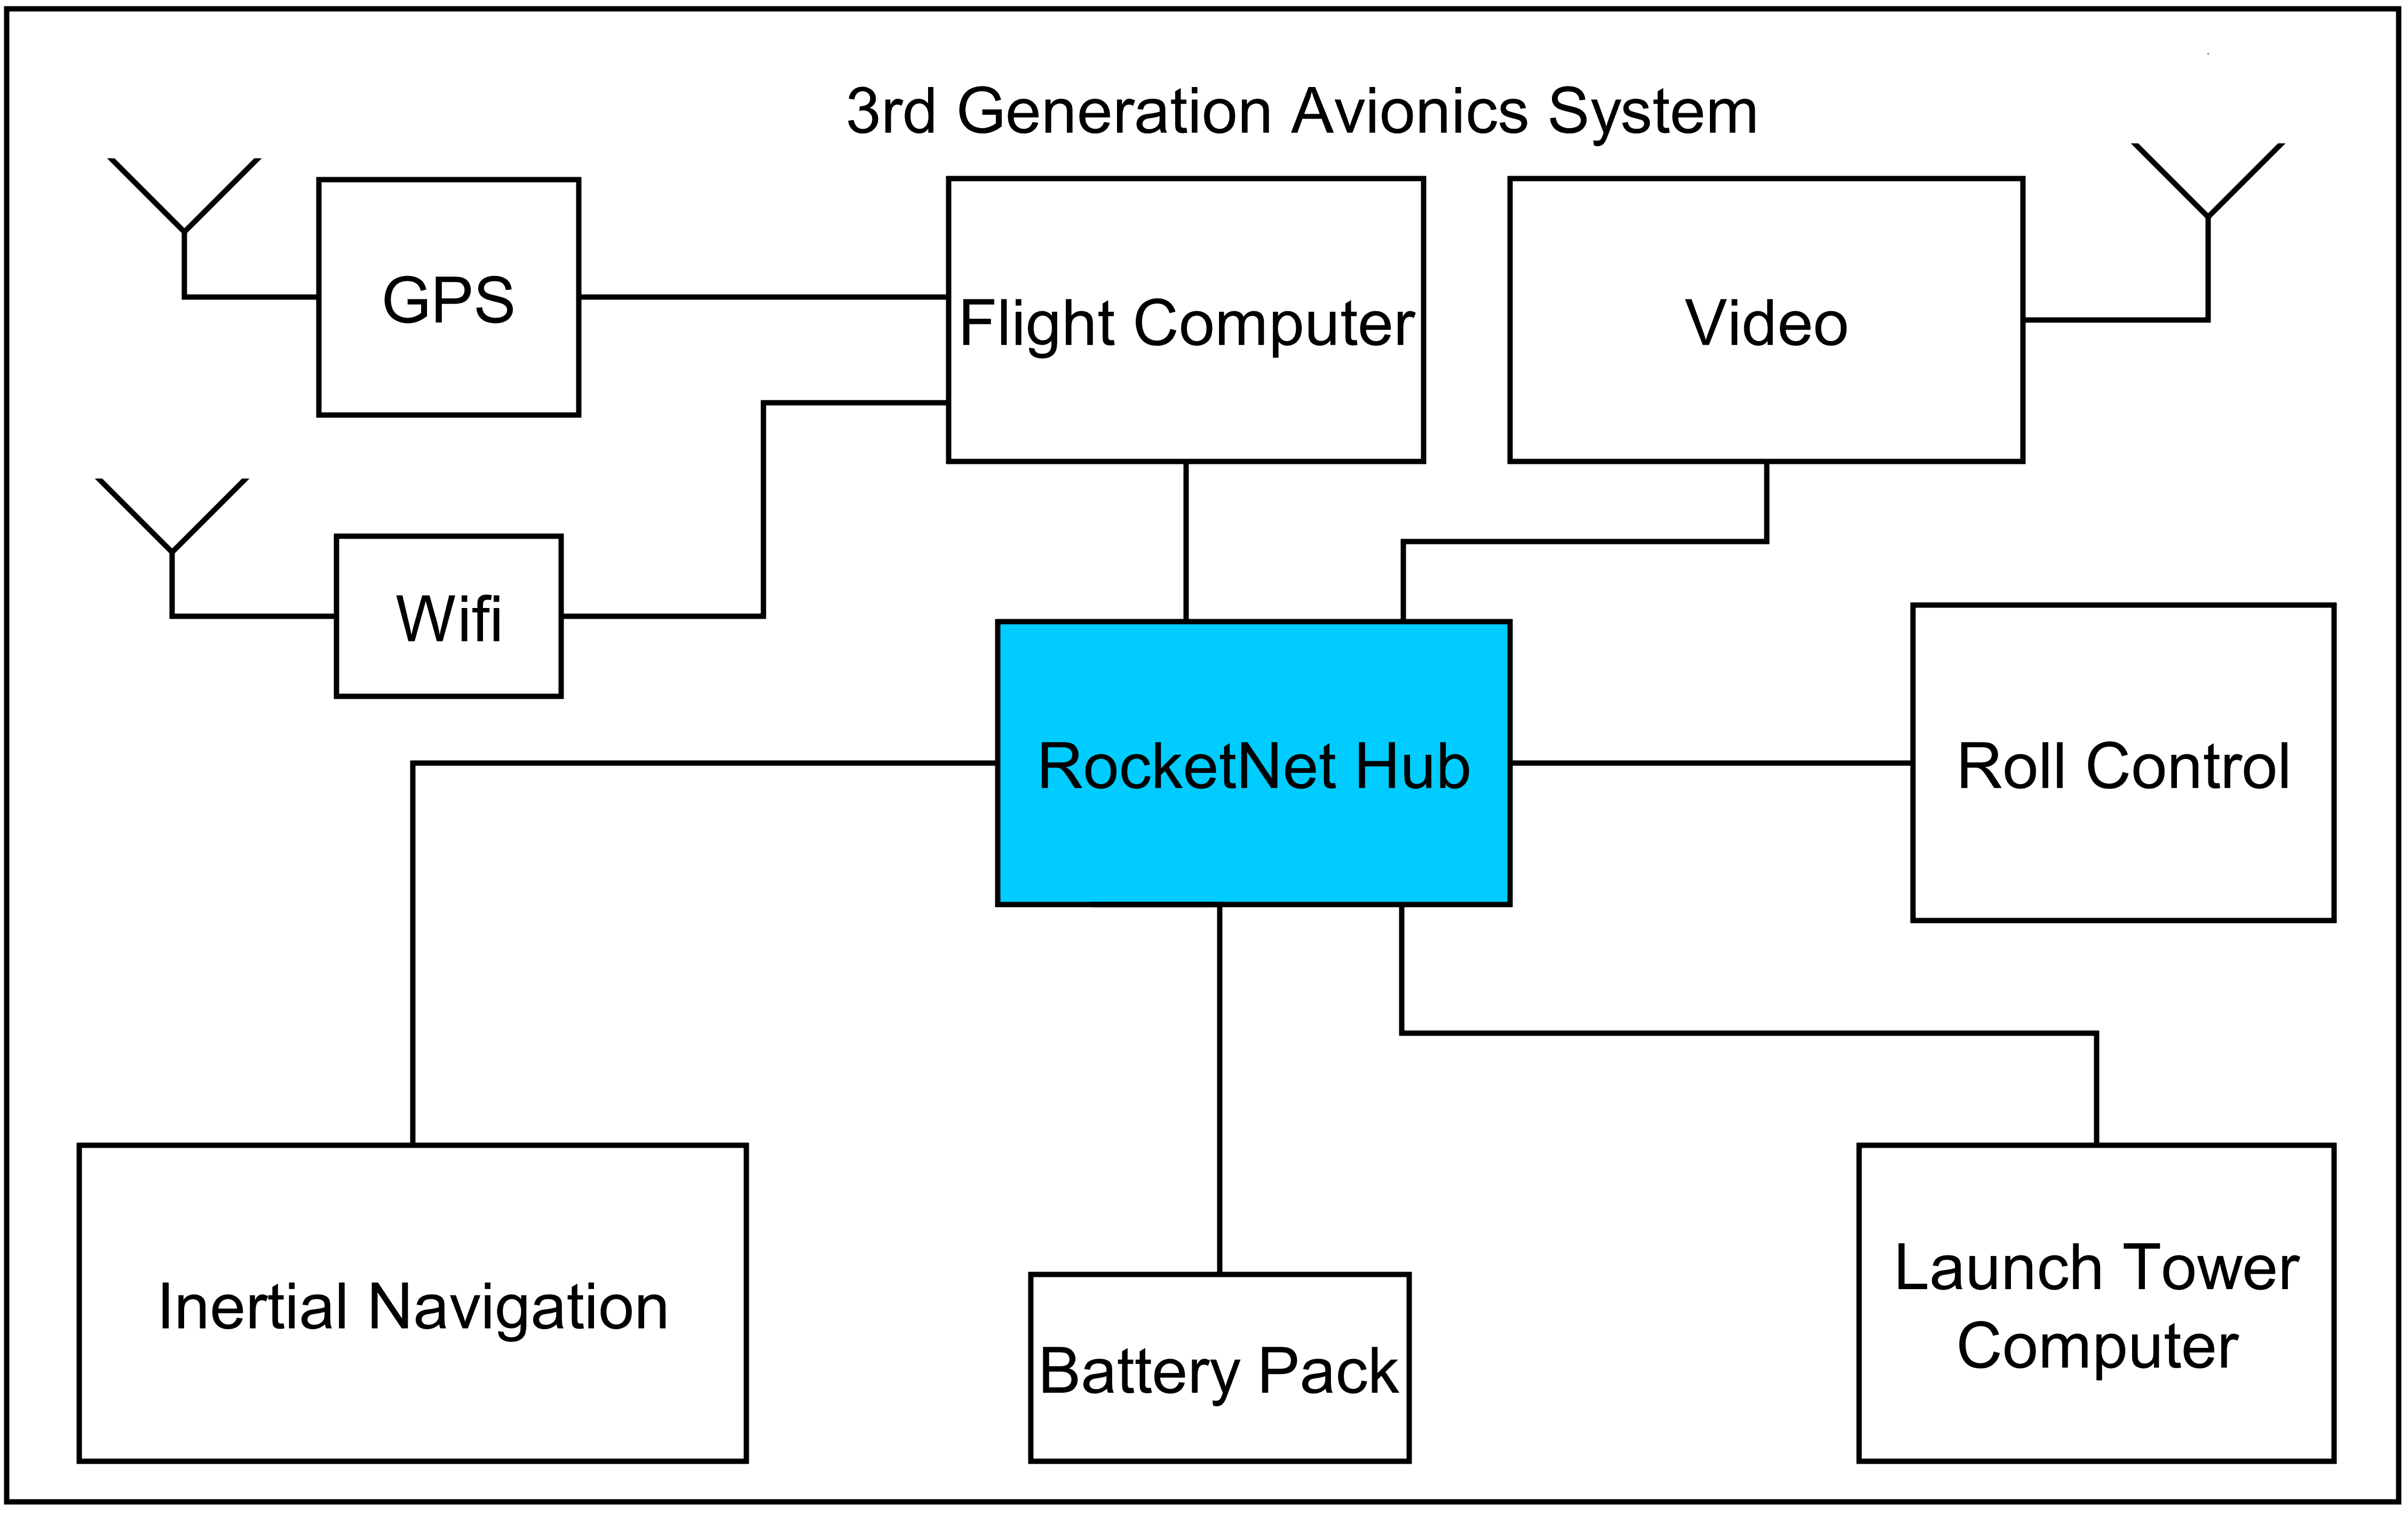 3rd Generation Avionics System
GPS
Flight Computer
Video
Wifi
RocketNet Hub
Roll Control
Inertial Navigation
Battery Pack
Launch Tower
Computer